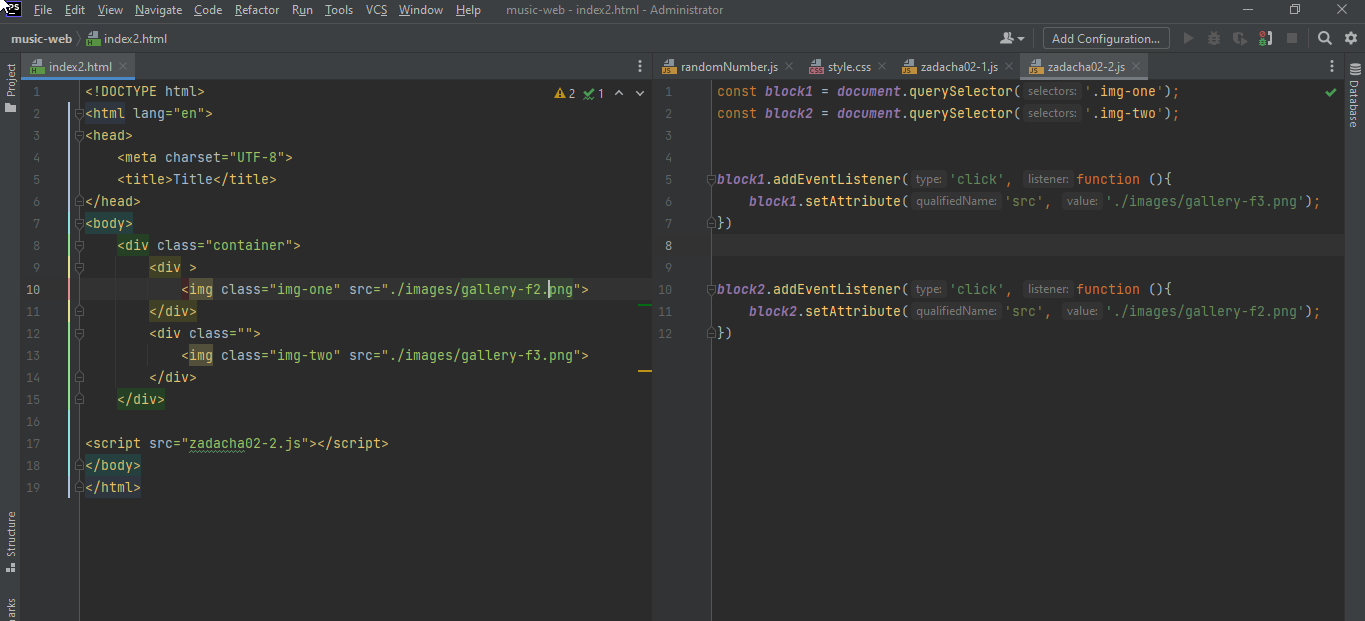 PS File Edit View Navigate Code Refactor Run Tools VCS Window Help music-web - index2.html - Administrator
music-web index2.html Add Configuration...
Project
index2.html
randomNumber.js style.css zadacha02-1.js zadacha02-2.js
Database
2 1
1 <!DOCTYPE html>
2 <html lang="en">
3 <head>
4 <meta charset="UTF-8">
5 <title>Title</title>
6 </head>
7 <body>
8 <div class="container">
9 <div >
10 <img class="img-one" src="./images/gallery-f2.png">
11 </div>
12 <div class="">
13 <img class="img-two" src="./images/gallery-f3.png">
14 </div>
15 </div>
16
17 <script src="zadacha02-2.js"></script>
18 </body>
19 </html>
1 const block1 = document.querySelector( selectors: '.img-one');
2 const block2 = document.querySelector( selectors: '.img-two');
3
4
5 block1.addEventListener( type: 'click', listener: function (){
6 block1.setAttribute( qualifiedName: 'src', value: './images/gallery-f3.png');
7 })
8
9
10 block2.addEventListener( type: 'click', listener: function (){
11 block2.setAttribute( qualifiedName: 'src', value: './images/gallery-f2.png');
12 })
Structure